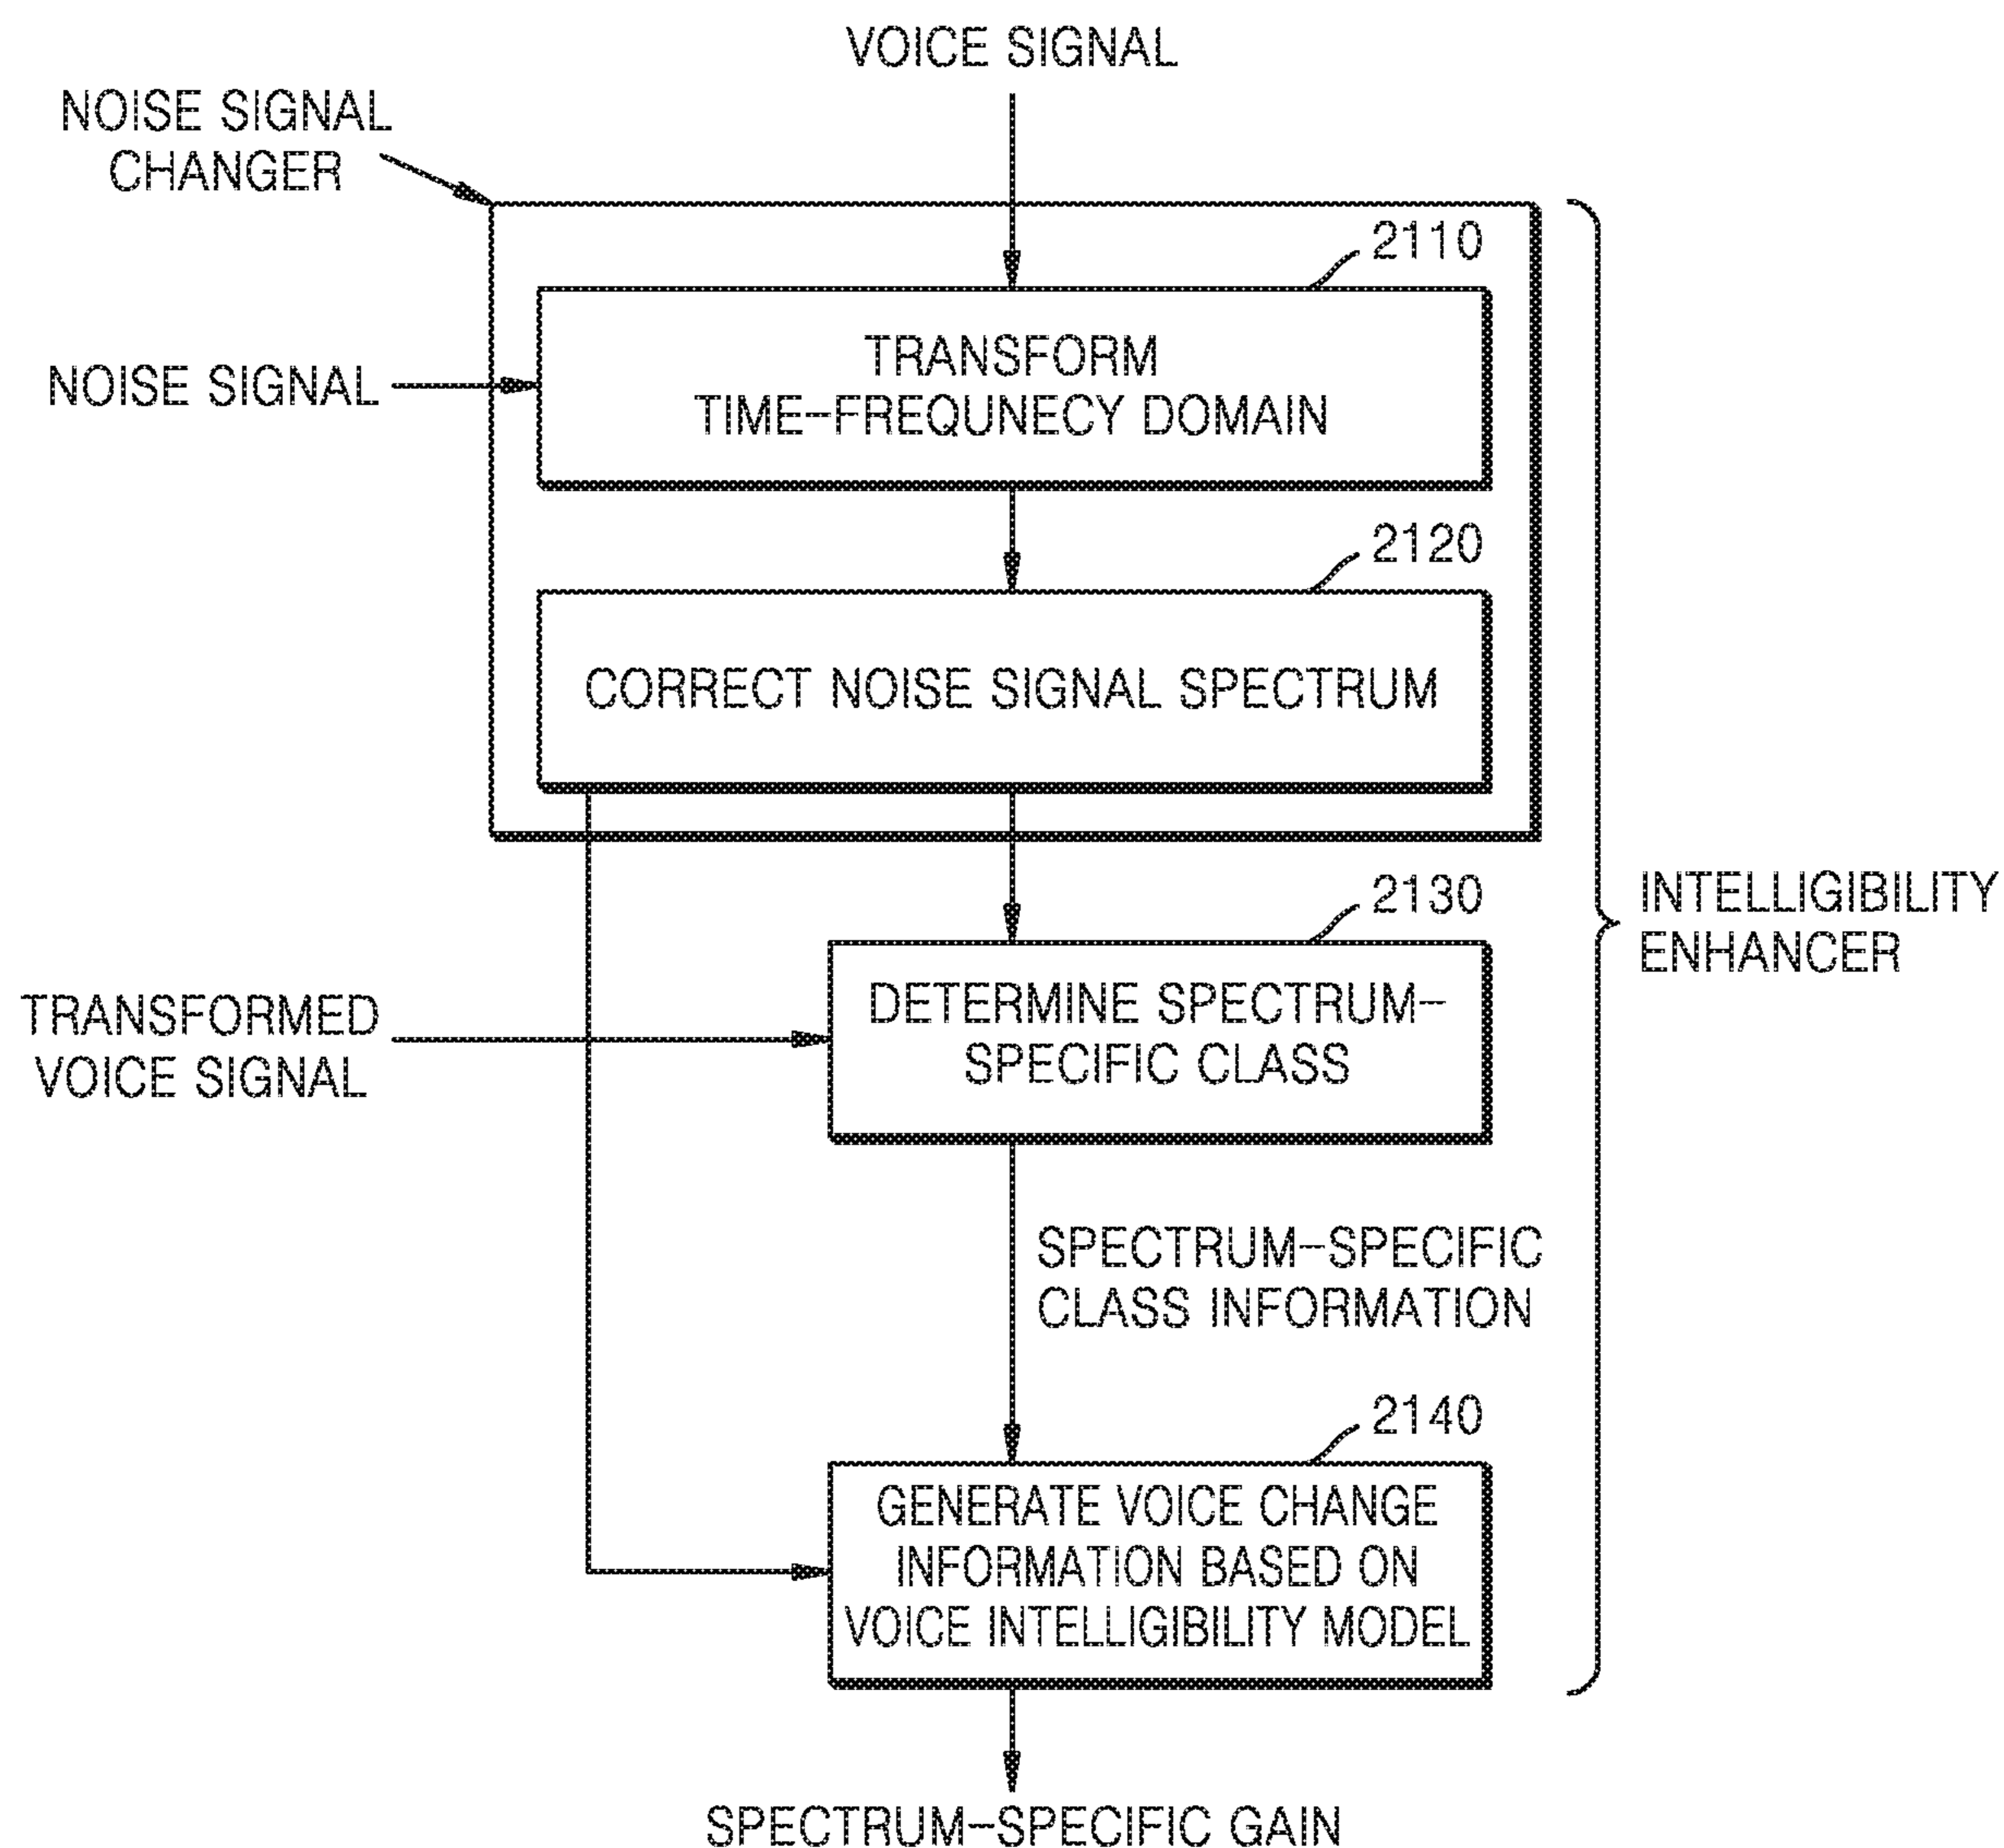 VOICE SIGNAL
NOISE SIGNAL
CHANGER
2110
NOISE SIGNAL
TRANSFORM
TIME-FREQUNECY DOMAIN
2120
CORRECT NOISE SIGNAL SPECTRUM
2130
INTELLIGIBILITY
ENHANCER
TRANSFORMED
VOICE SIGNAL
DETERMINE SPECTRUM-
SPECIFIC CLASS
SPECTRUM-SPECIFIC
CLASS INFORMATION
2140
GENERATE VOICE CHANGE
INFORMATION BASED ON
VOICE INTELLIGIBILITY MODEL
SPECTRUM-SPECIFIC GAIN